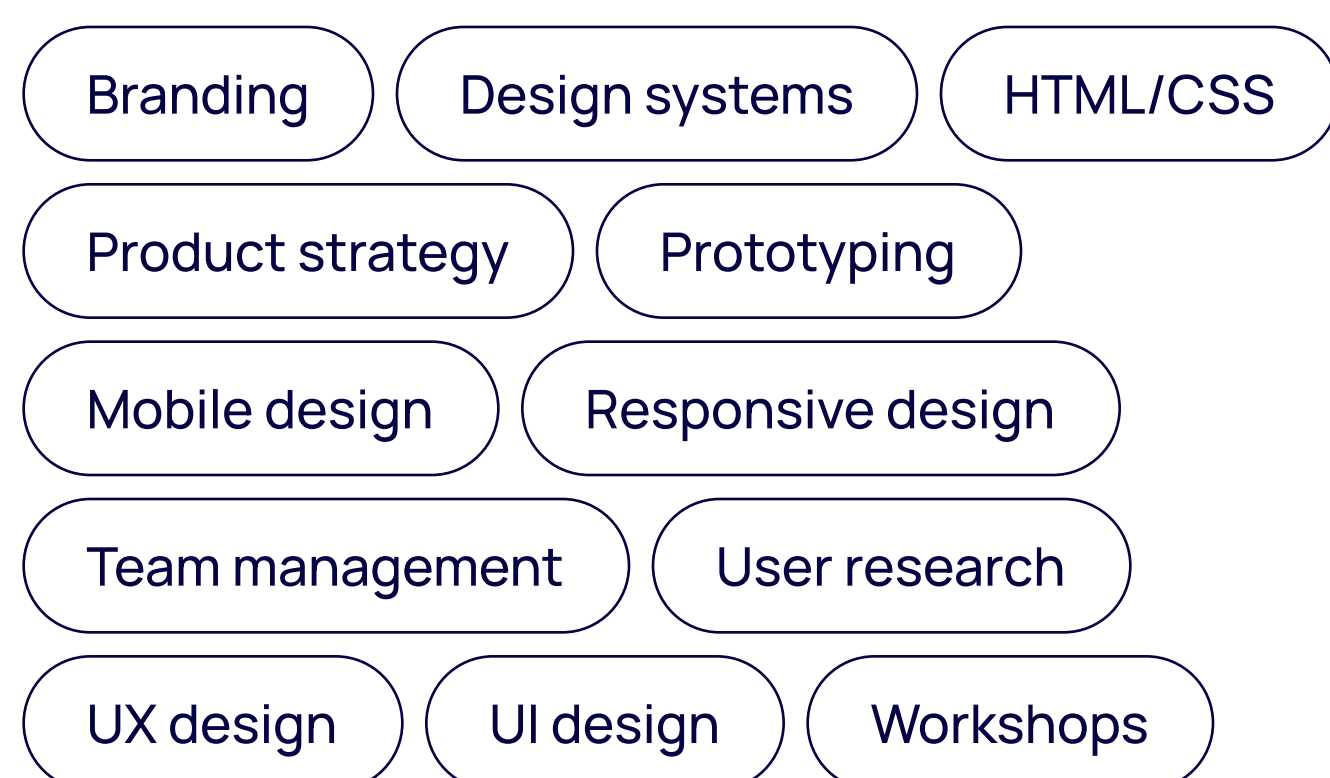 Branding Design systems HTML/CSS
Product strategy Prototyping
Mobile design Responsive design
Team management User research
UX design UI design Workshops